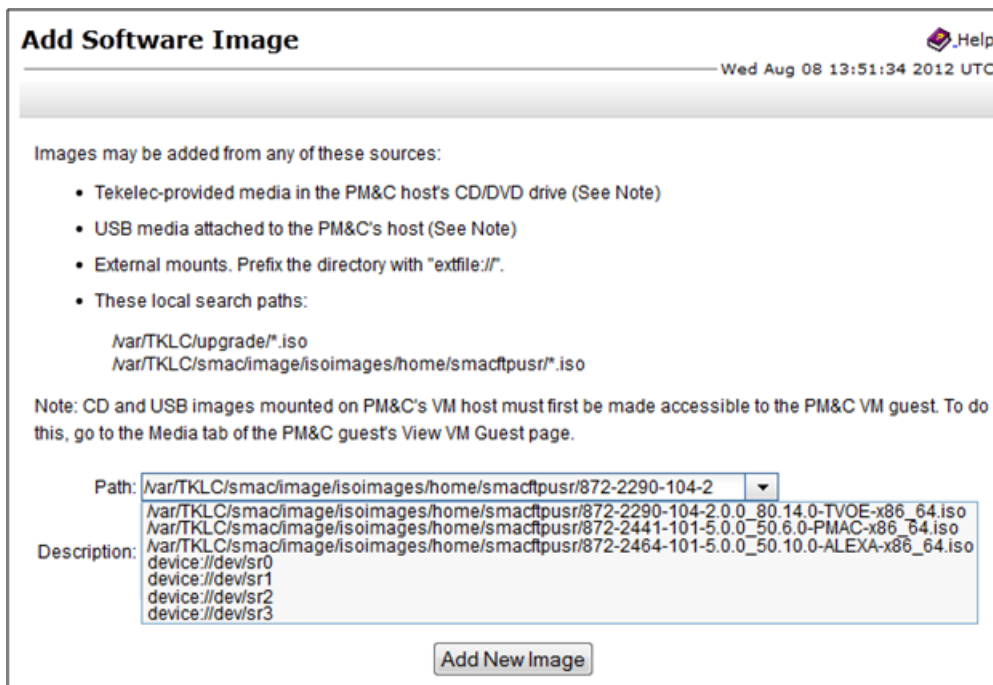 Add Software Image
Help
Wed Aug 08 13:51:34 2012 UTC
Images may be added from any of these sources:
• Tekelec-provided media in the PM&C host's CD/DVD drive (See Note)
• USB media attached to the PM&C's host (See Note)
• External mounts. Prefix the directory with "extfile://".
• These local search paths:
/var/TKLC/upgrade/*.iso
/var/TKLC/smac/image/isoimages/home/smacftpusr/*.iso
Note: CD and USB images mounted on PM&C's VM host must first be made accessible to the PM&C VM guest. To do
this, go to the Media tab of the PM&C guest's View VM Guest page.
Path: /var/TKLC/smac/image/isoimages/home/smacftpusr/872-2290-104-2
/var/TKLC/smac/image/isoimages/home/smacftpusr/872-2290-104-2.0.0_80.14.0-TVOE-x86_64.iso
/var/TKLC/smac/image/isoimages/home/smacftpusr/872-2441-101-5.0.0_50.6.0-PMAC-x86_64.iso
Description: /var/TKLC/smac/image/isoimages/home/smacftpusr/872-2464-101-5.0.0_50.10.0-ALEXA-x86_64.iso
device://dev/sr0
device://dev/sr1
device://dev/sr2
device://dev/sr3
Add New Image